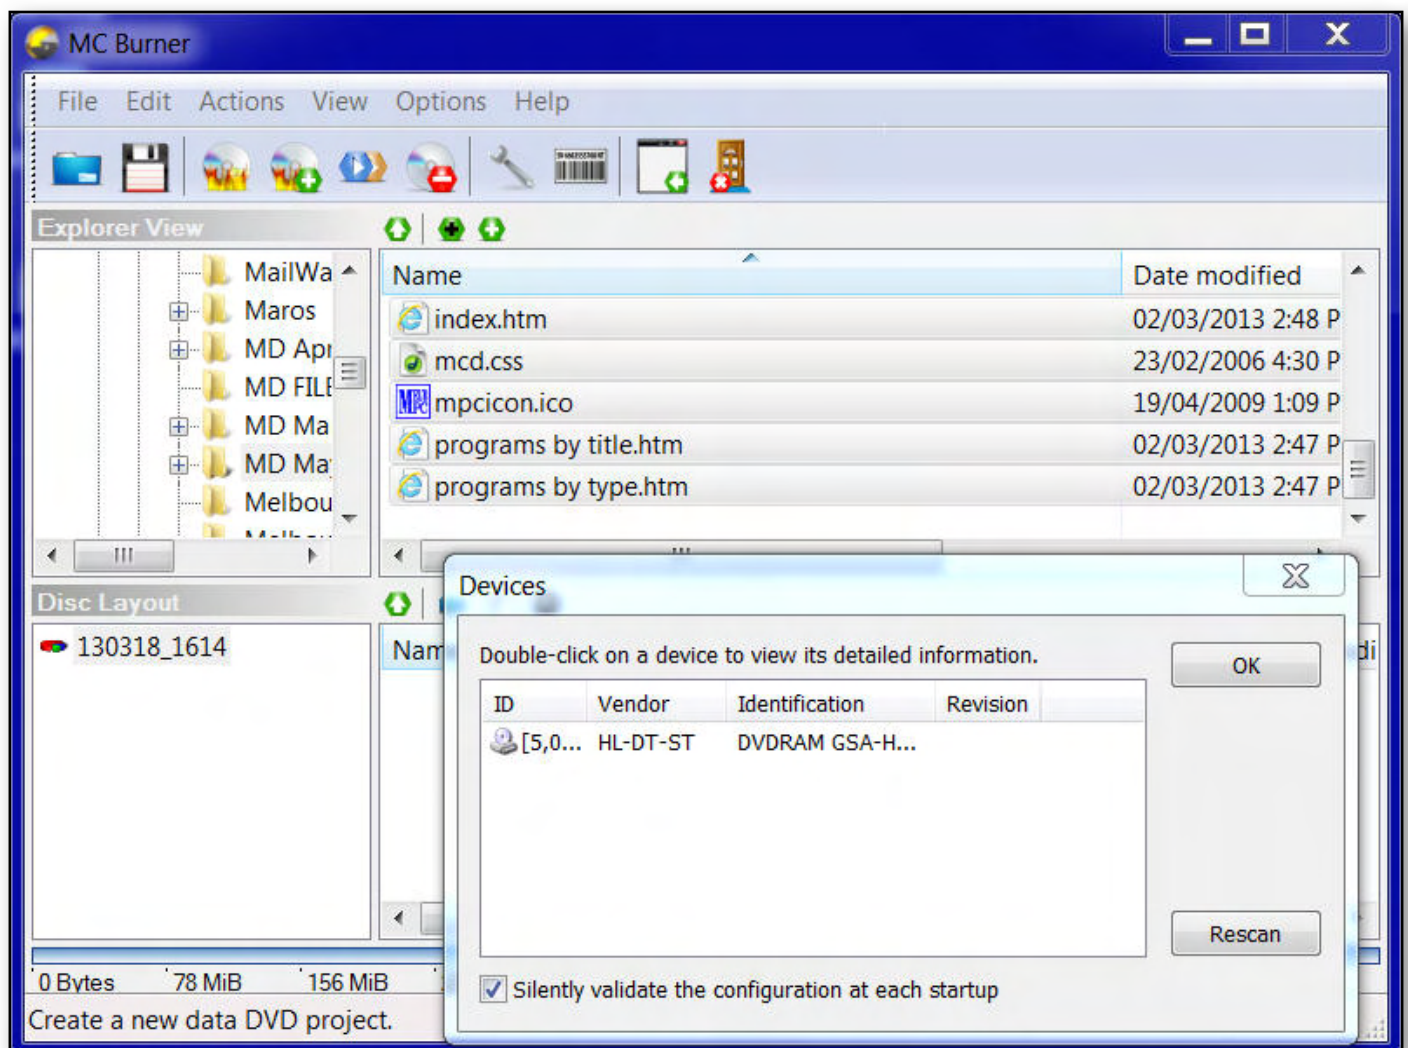 MC Burner
File Edit Actions View Options Help
Explorer View
MailWa
Maros
MD Apr
MD FILE
MD Ma
MD May
Melbou
Name Date modified
index.htm 02/03/2013 2:48 P
mcd.css 23/02/2006 4:30 P
mpcicon.ico 19/04/2009 1:09 P
programs by title.htm 02/03/2013 2:47 P
programs by type.htm 02/03/2013 2:47 P
Disc Layout
130318_1614
Nam
di
Devices
Double-click on a device to view its detailed information.
OK
ID Vendor Identification Revision
[5,0... HL-DT-ST DVDRAM GSA-H...
Rescan
Silently validate the configuration at each startup
0 Bytes 78 MiB 156 MiB
Create a new data DVD project.